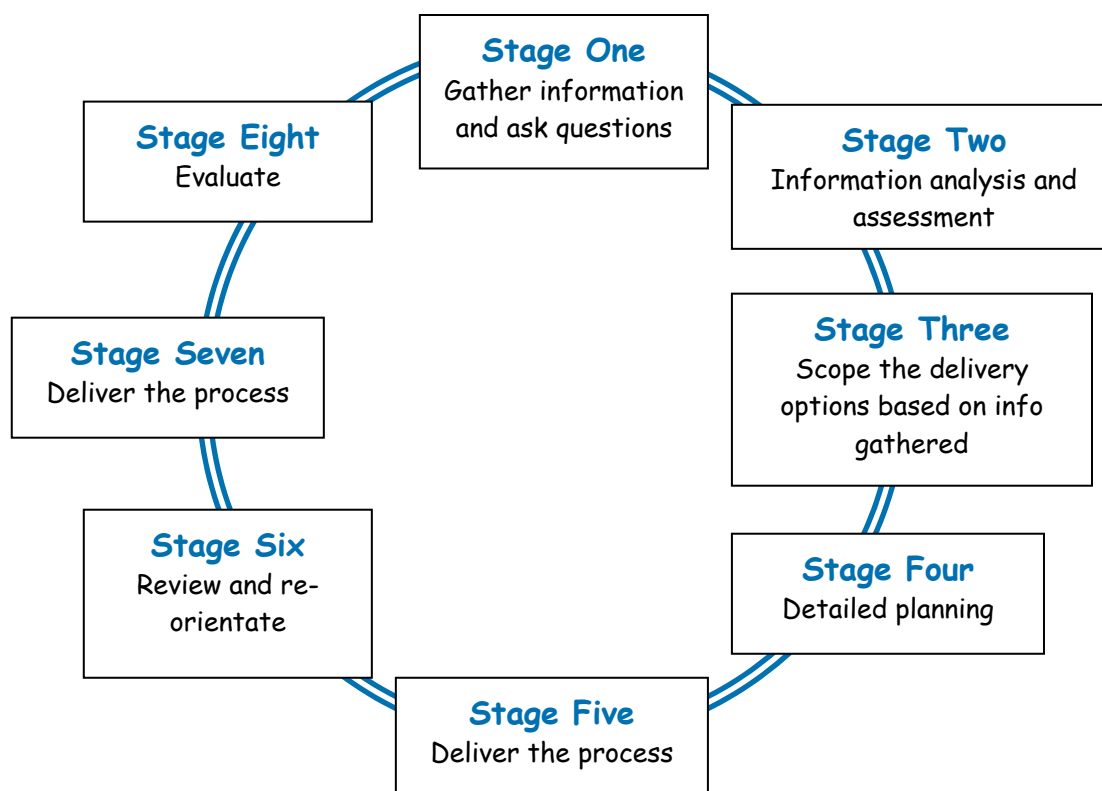 Stage One
Gather information
and ask questions
Stage Two
Information analysis and
assessment
Stage Three
Scope the delivery
options based on info
gathered
Stage Four
Detailed planning
Stage Five
Deliver the process
Stage Six
Review and re-
orientate
Stage Seven
Deliver the process
Stage Eight
Evaluate